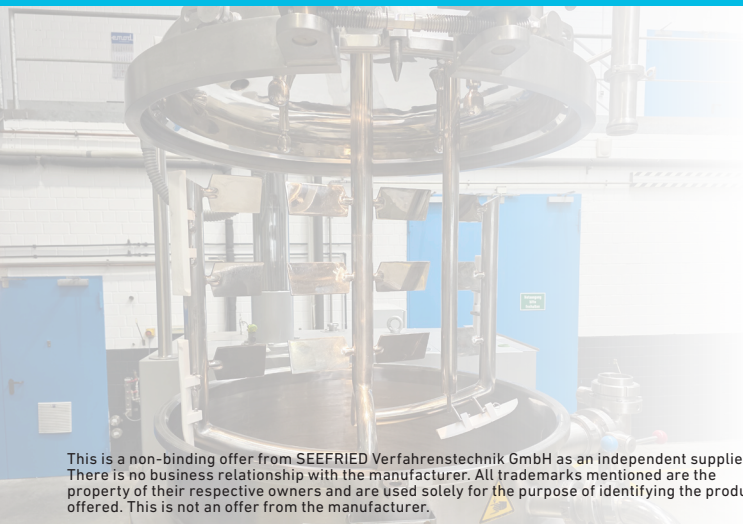 This is a non-binding offer from SEEFRIED Verfahrenstechnik GmbH as an independent
There is no business relationship with the manufacturer. All trademarks mentioned are the
property of their respective owners and are used solely for the purpose of identifying the
offered. This is not an offer from the manufacturer.